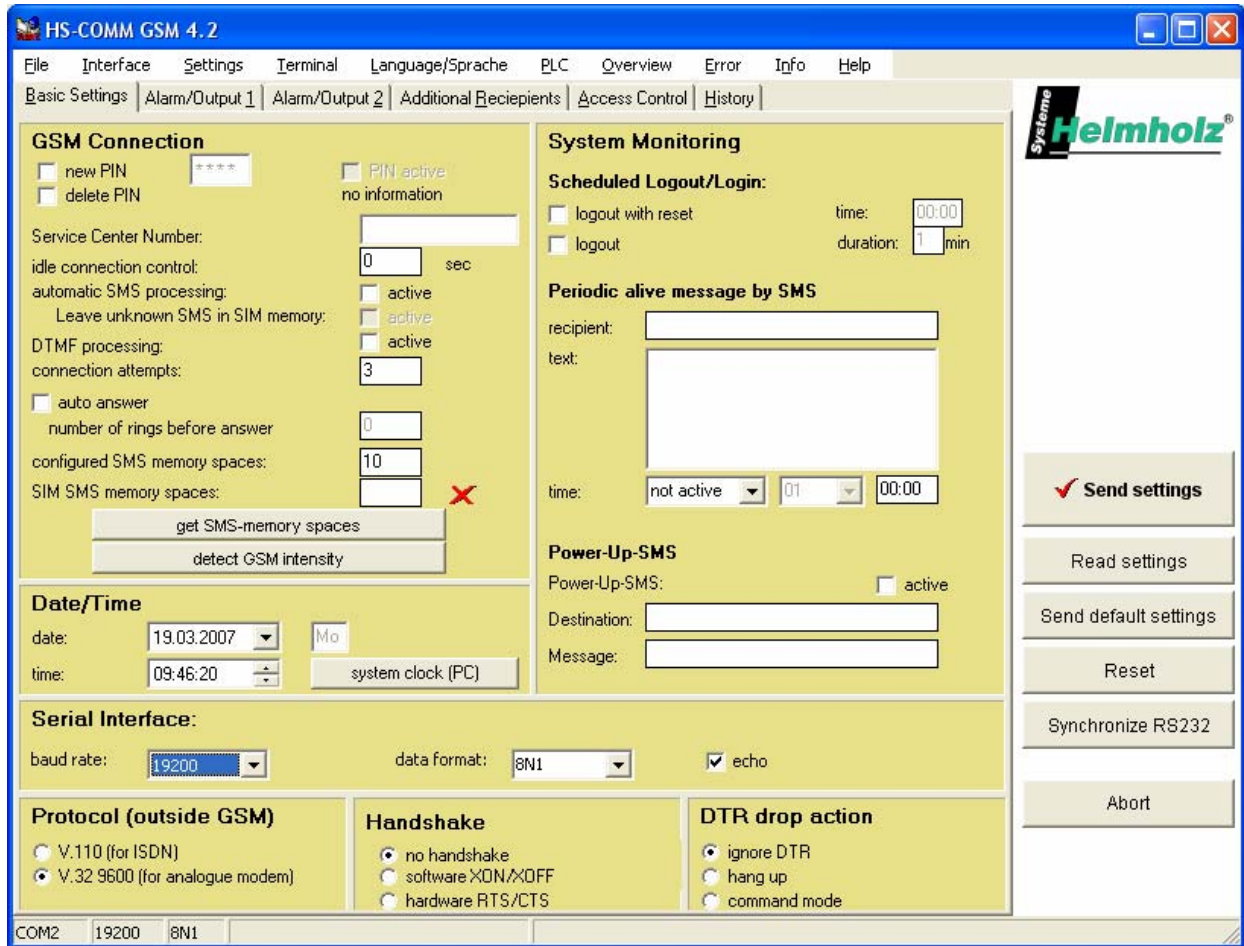 HS-COMM GSM 4.2
File Interface Settings Terminal Language/Sprache PLC Overview Error Info Help
Basic Settings Alarm/Output 1 Alarm/Output 2 Additional Reciepients Access Control History
GSM Connection
new PIN **** PIN active
delete PIN no information
Service Center Number:
idle connection control: 0 sec
automatic SMS processing: active
Leave unknown SMS in SIM memory: active
DTMF processing: active
connection attempts: 3
auto answer
number of rings before answer 0
configured SMS memory spaces: 10
SIM SMS memory spaces:
get SMS-memory spaces
detect GSM intensity
Date/Time
date: 19.03.2007 Mo
time: 09:46:20 system clock (PC)
System Monitoring
Scheduled Logout/Login:
logout with reset time: 00:00
logout duration: 1 min
Periodic alive message by SMS
recipient:
text:
time: not active 01 00:00
Power-Up-SMS
Power-Up-SMS: active
Destination:
Message:
Serial Interface:
baud rate: 19200 data format: 8N1 echo
Protocol (outside GSM)
V.110 (for ISDN)
V.32 9600 (for analogue modem)
Handshake
no handshake
software XON/XOFF
hardware RTS/CTS
DTR drop action
ignore DTR
hang up
command mode
Systeme Helmholz®
Send settings
Read settings
Send default settings
Reset
Synchronize RS232
Abort
COM2 19200 8N1